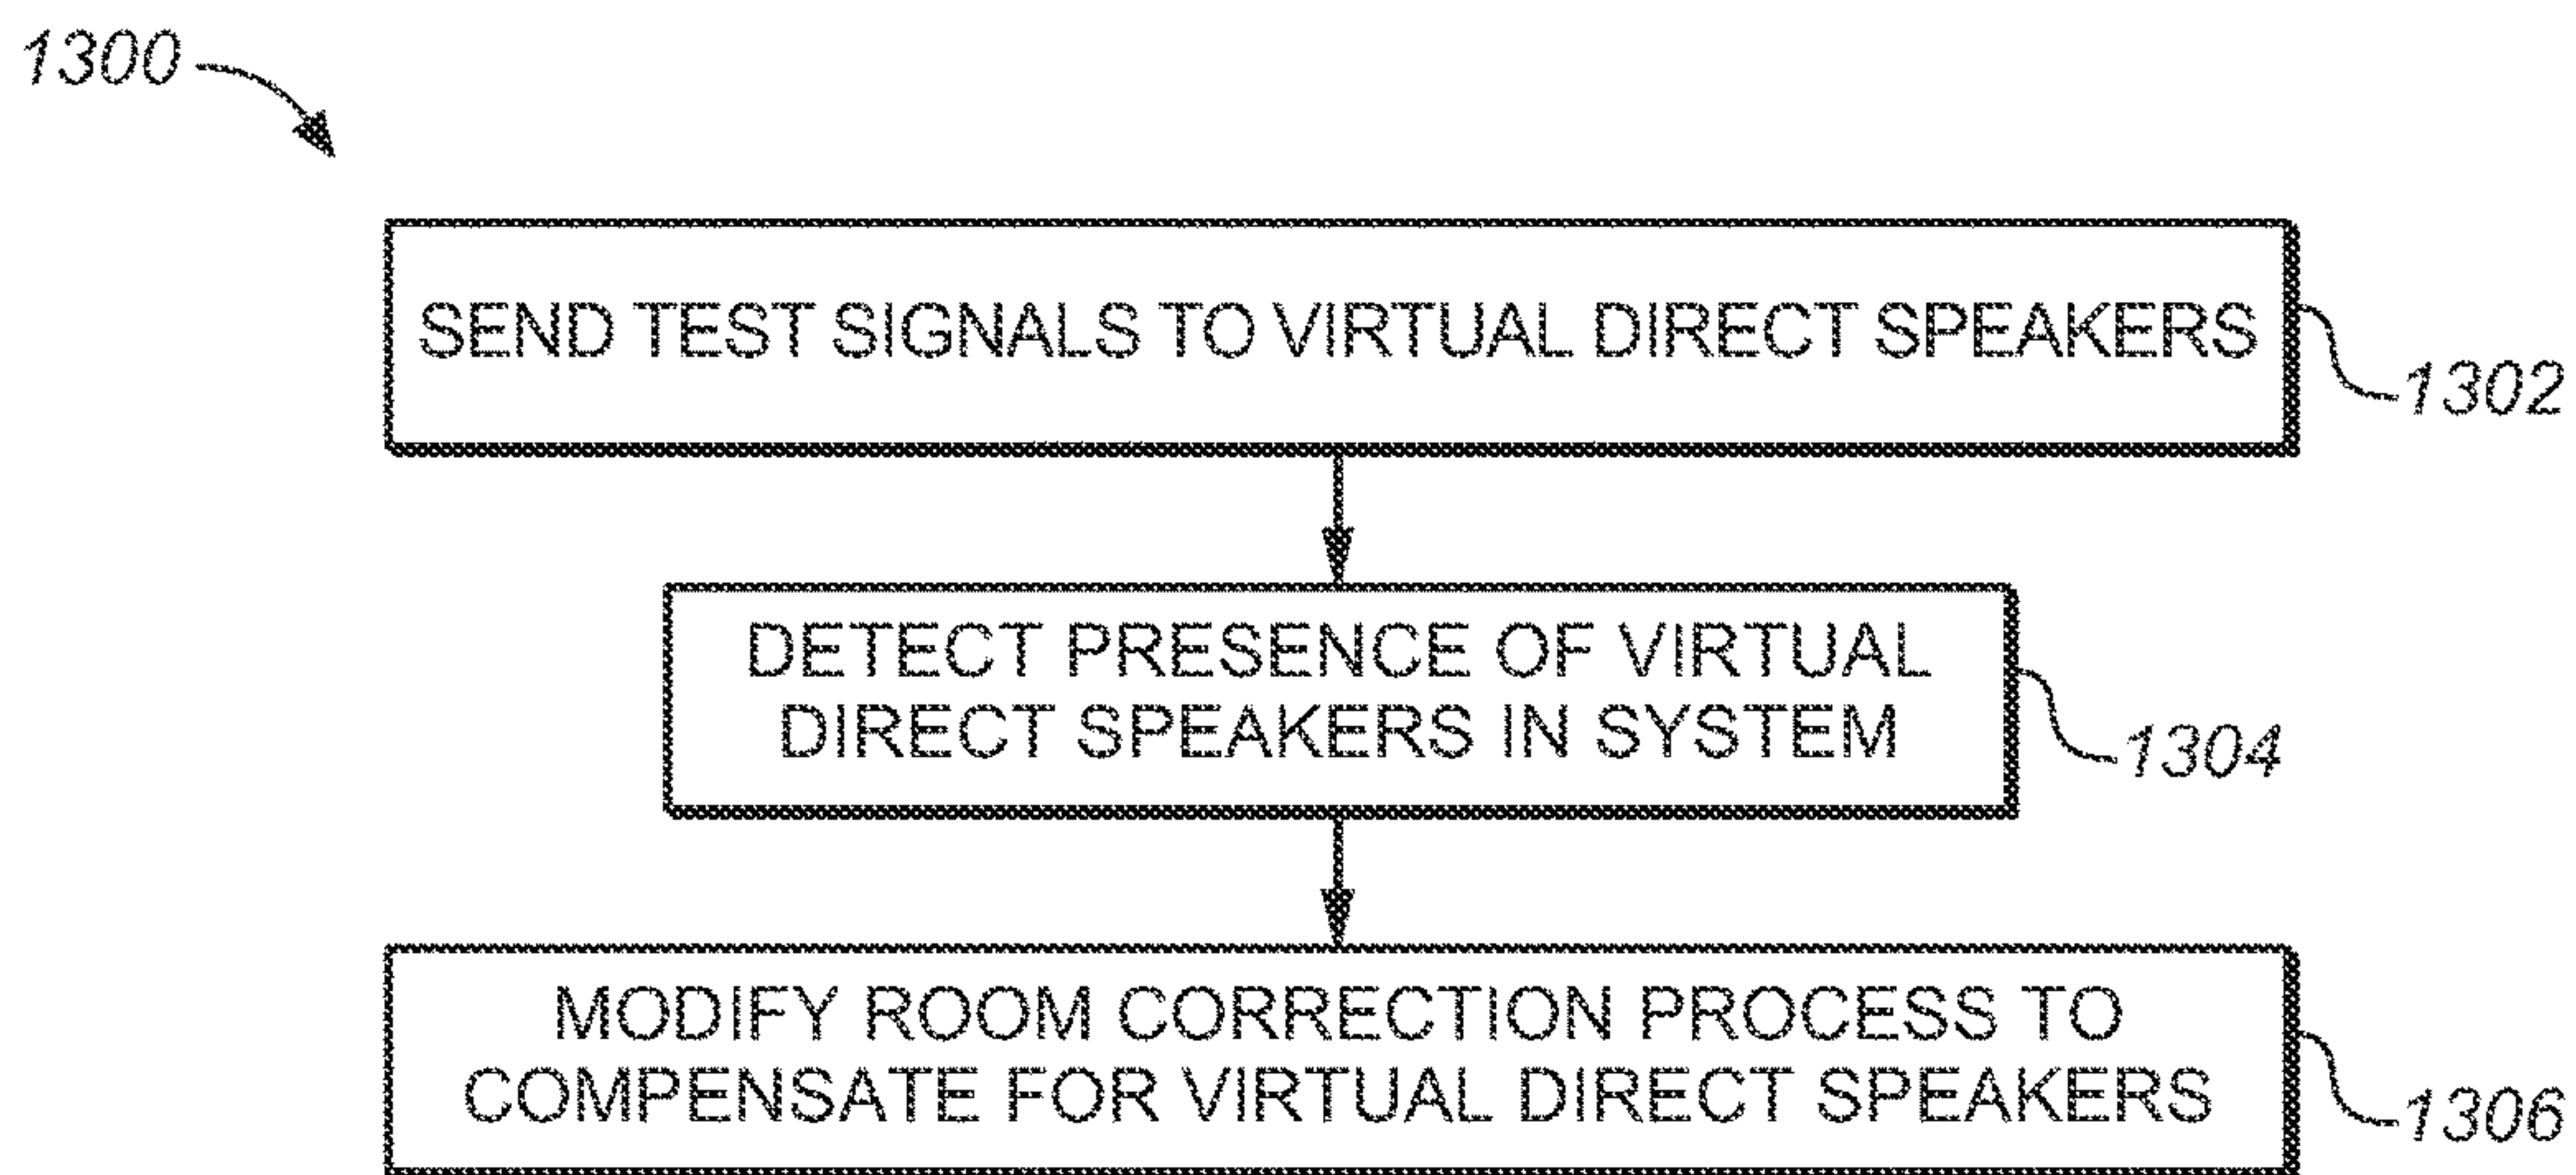 1300
SEND TEST SIGNALS TO VIRTUAL DIRECT SPEAKERS
1302
DETECT PRESENCE OF VIRTUAL
DIRECT SPEAKERS IN SYSTEM
1304
MODIFY ROOM CORRECTION PROCESS TO
COMPENSATE FOR VIRTUAL DIRECT SPEAKERS
1306